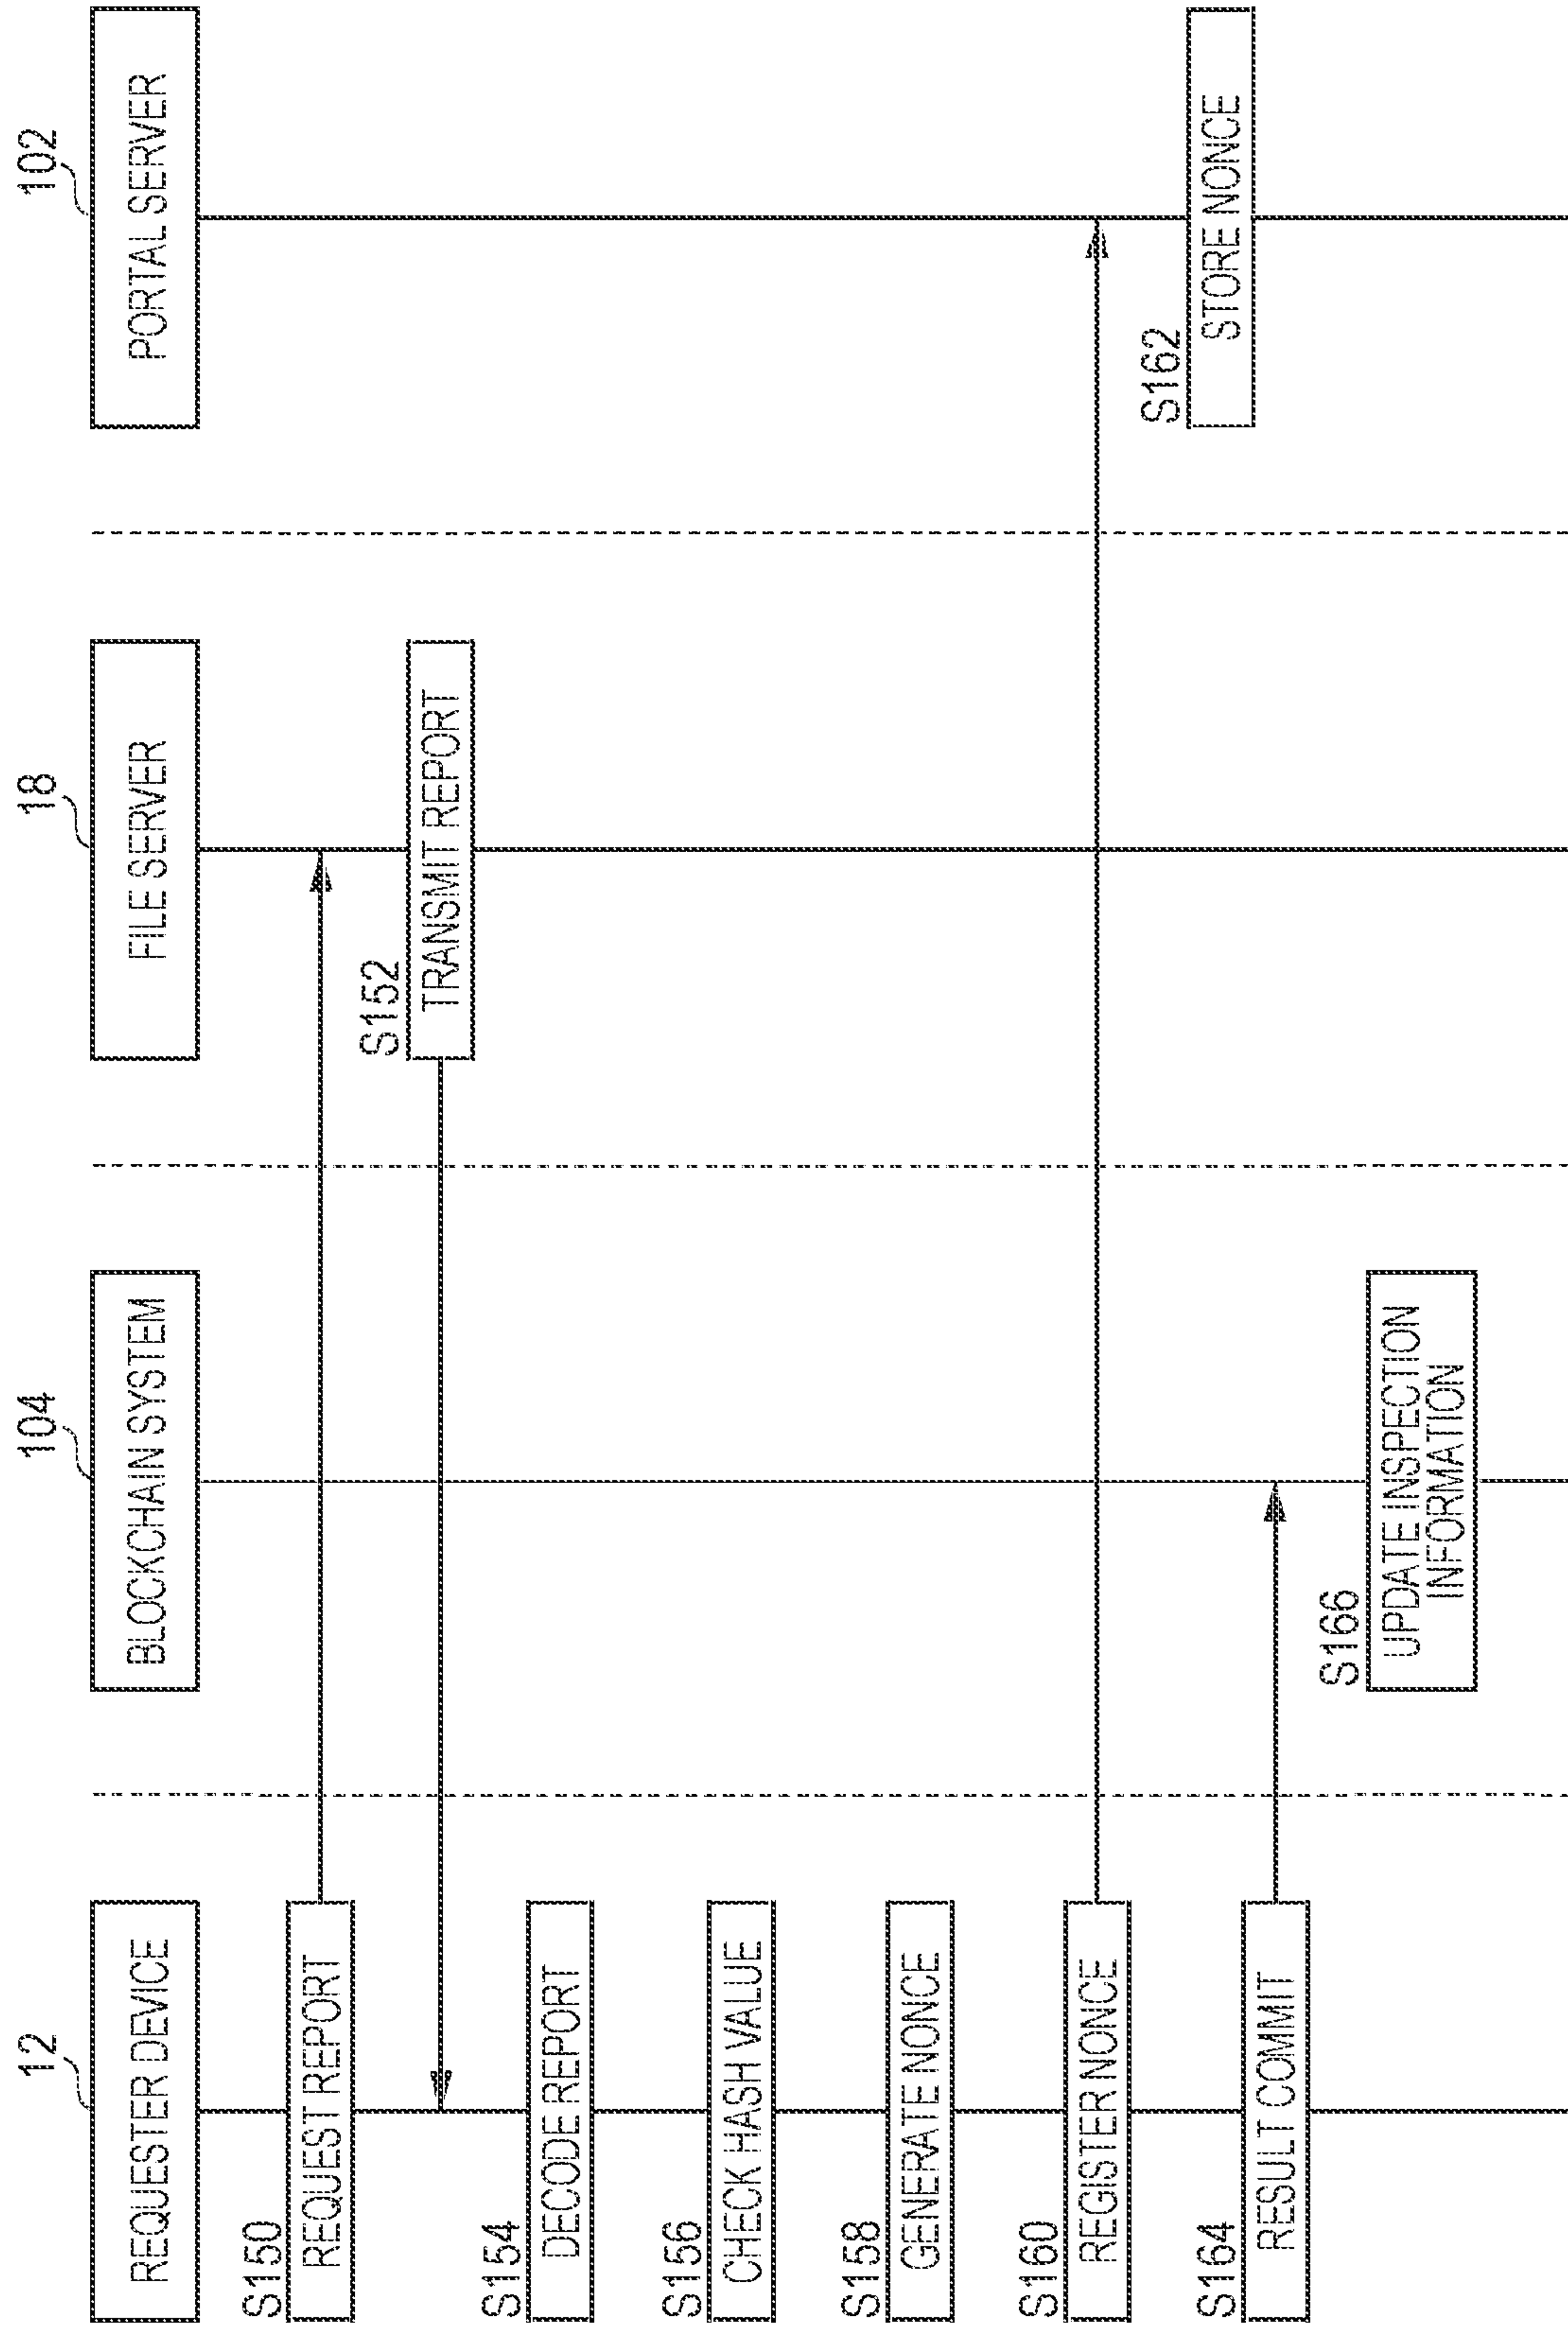 12
REQUESTER DEVICE
104
BLOCKCHAIN SYSTEM
18
FILE SERVER
102
PORTAL SERVER
S150
REQUEST REPORT
S152
TRANSMIT REPORT
S154
DECODE REPORT
S156
CHECK HASH VALUE
S158
GENERATE NONCE
S160
REGISTER NONCE
S162
STORE NONCE
S164
RESULT COMMIT
S166
UPDATE INSPECTION
INFORMATION